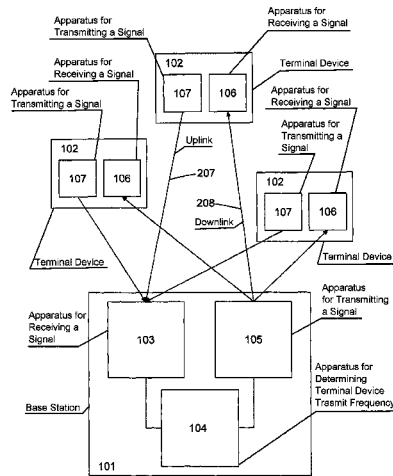 Apparatus for
Transmitting a Signal
Apparatus for
Receiving a Signal
102
107
106
Terminal Device
Apparatus for
Receiving a Signal
Apparatus for
Transmitting a Signal
102
107
106
Terminal Device
Apparatus for
Receiving a Signal
Apparatus for
Transmitting a
Signal
102
107
106
Terminal Device
Uplink
207
208
Downlink
Apparatus for
Receiving a
Signal
103
105
Apparatus
for Transmitting
a Signal
Base Station
104
Apparatus for
Determining
Terminal Device
Trasmit Frequency
101